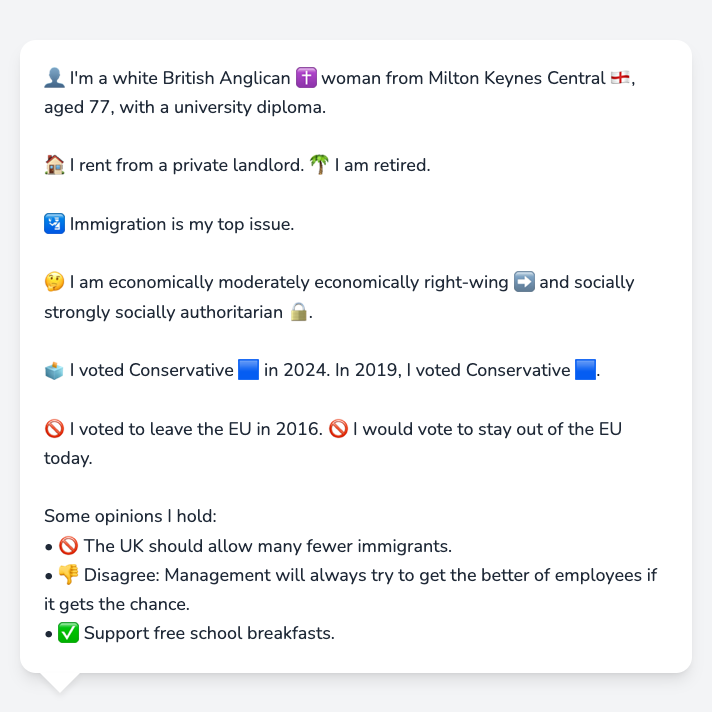 👤 I'm a white British Anglican ✝️ woman from Milton Keynes Central 🏴󠁧󠁢󠁥󠁮󠁧󠁿,
aged 77, with a university diploma.
🏠 I rent from a private landlord. 🌴 I am retired.
🛂 Immigration is my top issue.
🤔 I am economically moderately economically right-wing ➡️ and socially
strongly socially authoritarian 🔒.
🗳️ I voted Conservative 🟦 in 2024. In 2019, I voted Conservative 🟦.
🚫 I voted to leave the EU in 2016. 🚫 I would vote to stay out of the EU
today.
Some opinions I hold:
• 🚫 The UK should allow many fewer immigrants.
• 👎 Disagree: Management will always try to get the better of employees if
it gets the chance.
• ✅ Support free school breakfasts.